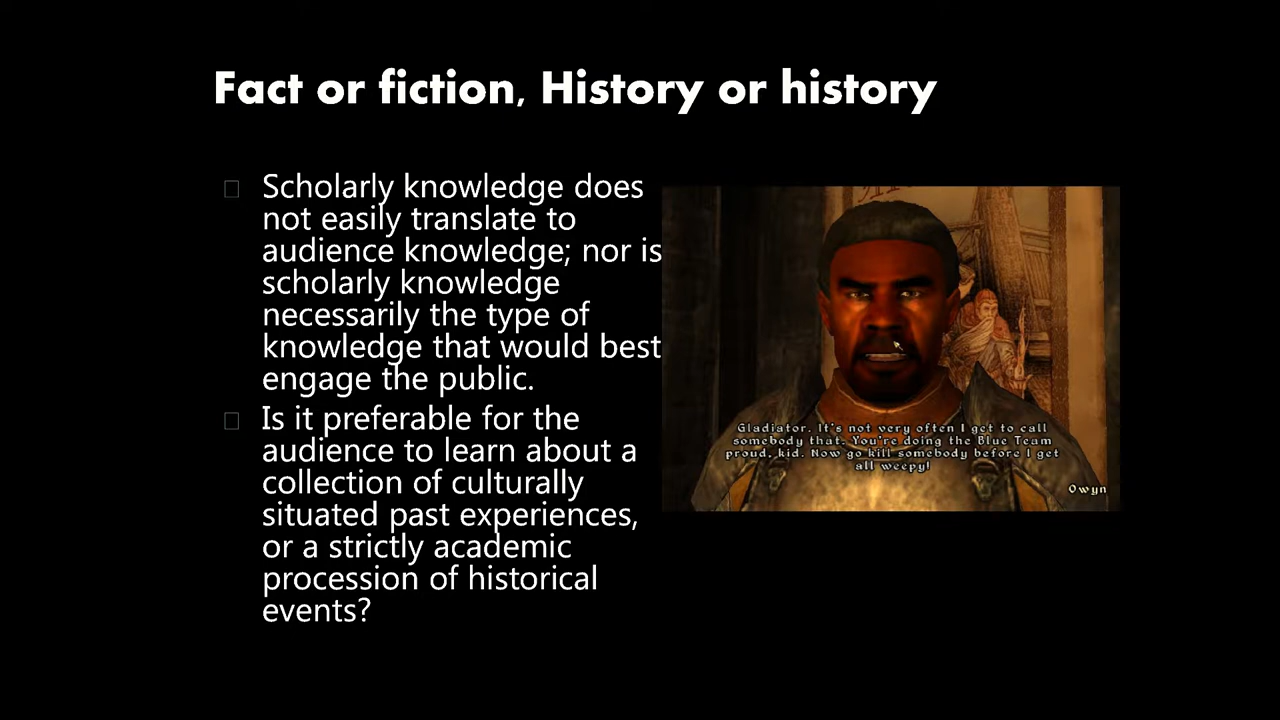 Fact or fiction, History or history
Scholarly knowledge does
not easily translate to
audience knowledge; nor is
scholarly knowledge
necessarily the type of
knowledge that would best
engage the public.
Is it preferable for the
audience to learn about a
collection of culturally
situated past experiences,
or a strictly academic
procession of historical
events?
Gladiator. It's not very often I get to call
somebody that. You're doing the Blue Team
proud, kid. Now go kill somebody before I get
all weepy!
Owyn